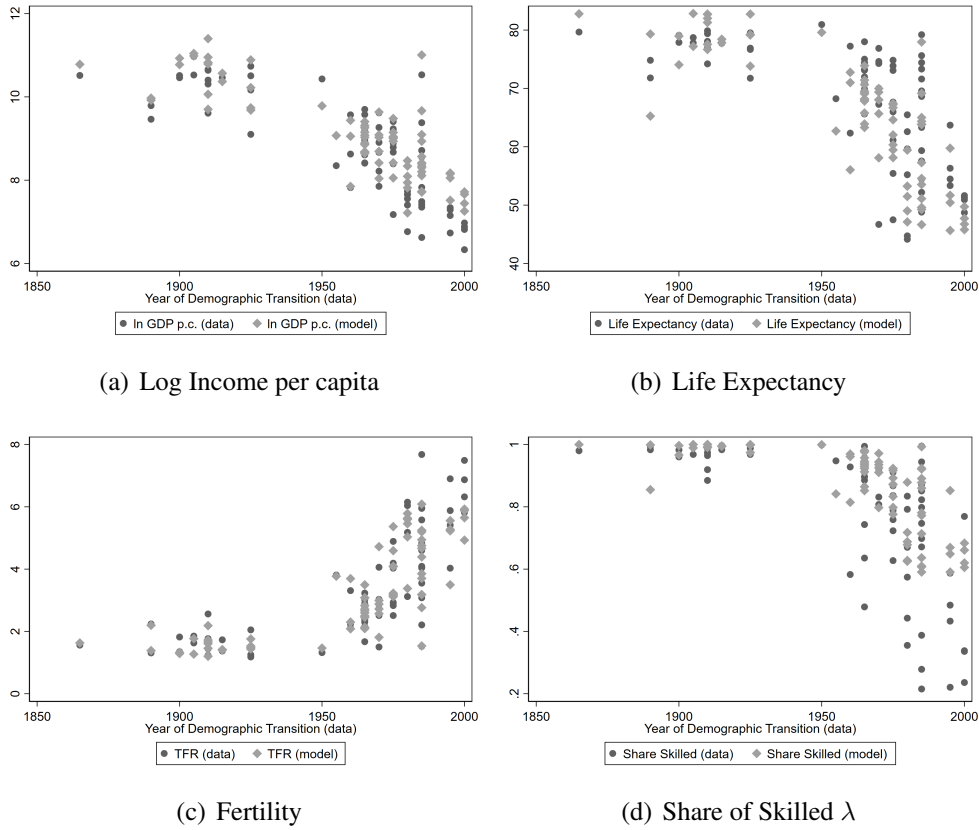 12
10
8
6
1850 1900 1950 2000
Year of Demographic Transition (data)
ln GDP p.c. (data) ln GDP p.c. (model)
(a) Log Income per capita
80
70
60
50
40
1850 1900 1950 2000
Year of Demographic Transition (data)
Life Expectancy (data) Life Expectancy (model)
(b) Life Expectancy
8
6
4
2
0
1850 1900 1950 2000
Year of Demographic Transition (data)
TFR (data) TFR (model)
(c) Fertility
1
.8
.6
.4
.2
1850 1900 1950 2000
Year of Demographic Transition (data)
Share Skilled (data) Share Skilled (model)
(d) Share of Skilled λ